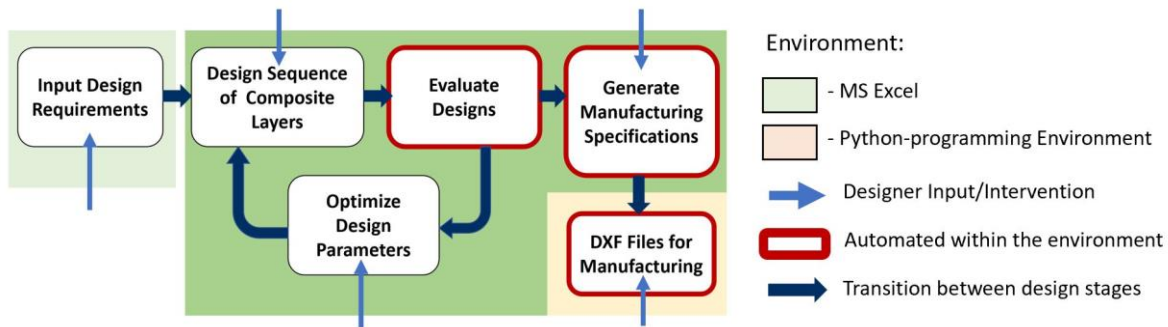 Input Design
Requirements
Design Sequence
of Composite
Layers
Evaluate
Designs
Generate
Manufacturing
Specifications
Optimize
Design
Parameters
DXF Files for
Manufacturing
Environment:
- MS Excel
- Python-programming Environment
Designer Input/Intervention
Automated within the environment
Transition between design stages